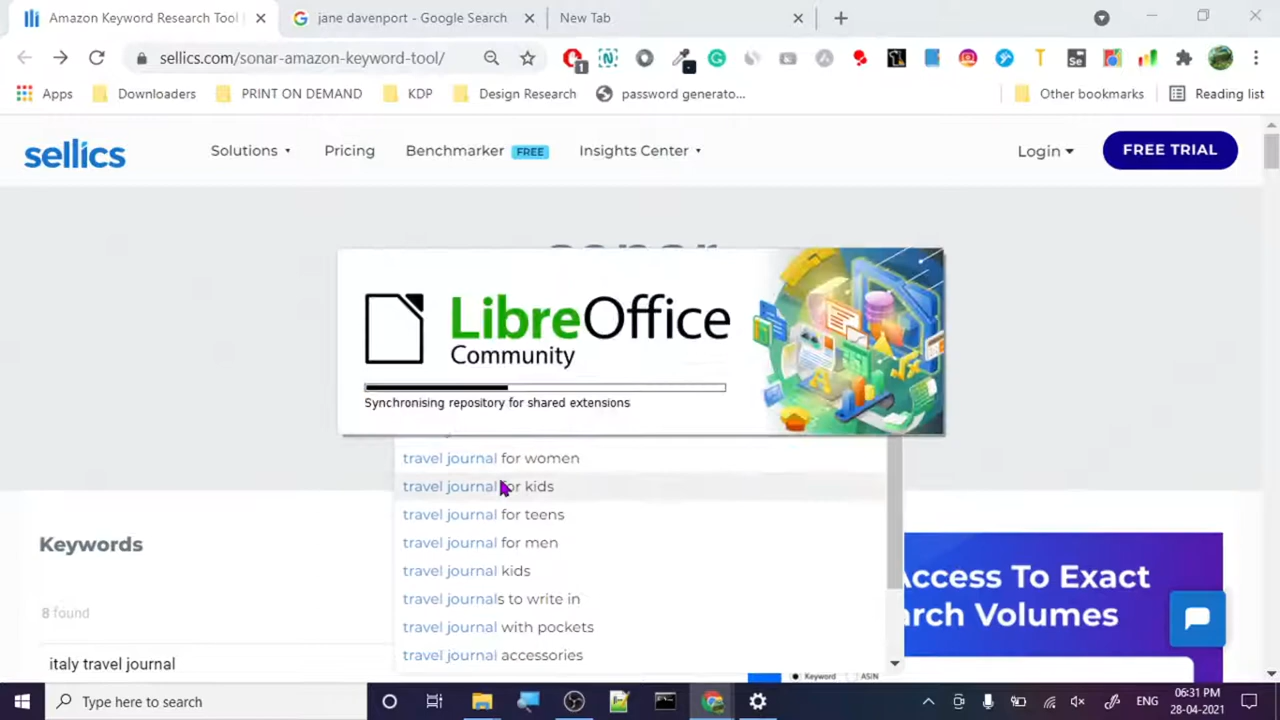 Amazon Keyword Research Tool
jane davenport - Google Search
New Tab
sellics.com/sonar-amazon-keyword-tool/
1
Se
T
G
N
Apps
Downloaders
PRINT ON DEMAND
KDP
Design Research
password generato...
Other bookmarks
Reading list
sellics
Solutions
Pricing
Benchmarker FREE
Insights Center
Login
FREE TRIAL
LibreOffice
Community
Synchronising repository for shared extensions
travel journal for women
travel journal for kids
travel journal for teens
travel journal for men
travel journal kids
travel journals to write in
travel journal with pockets
travel journal accessories
Keywords
8 found
italy travel journal
Access To Exact
Volumes
Keyword ASIN
Type here to search
ENG
06:31 PM
28-04-2021